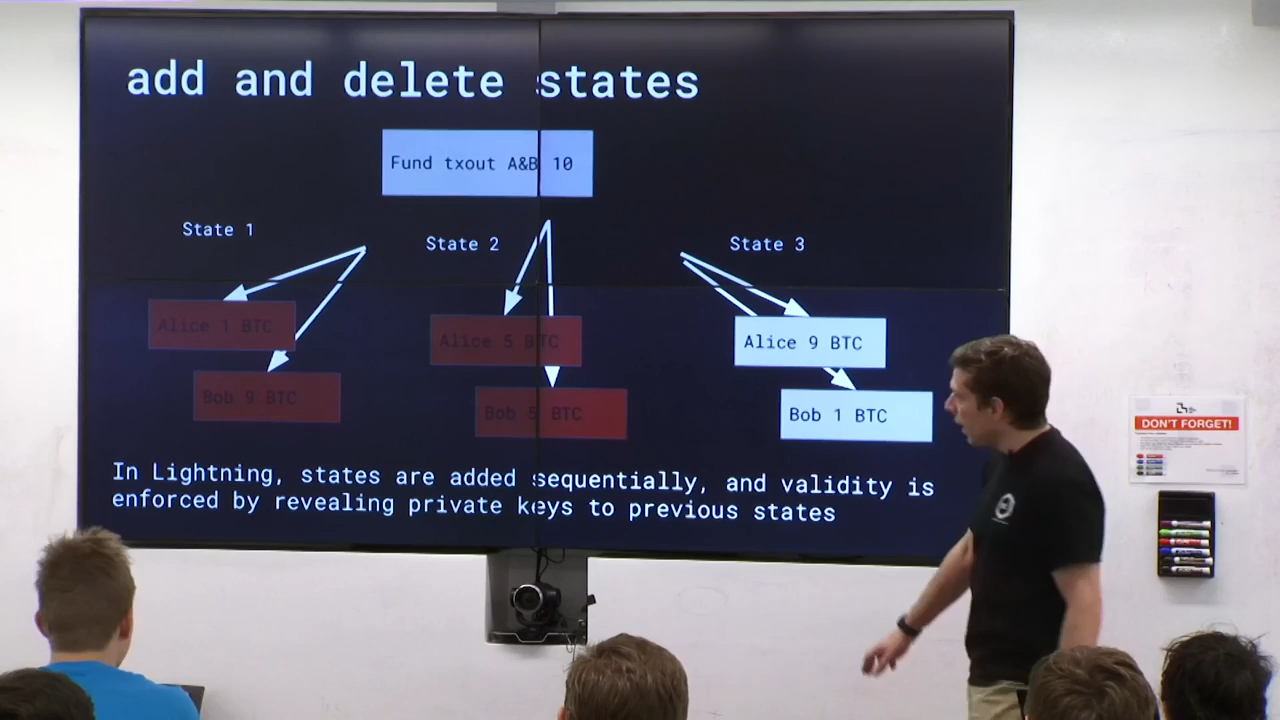 add and delete states
Fund txout A&B 10
State 1
State 2
State 3
Alice 1 BTC
Bob 9 BTC
Alice 5 BTC
Bob 5 BTC
Alice 9 BTC
Bob 1 BTC
In Lightning, states are added sequentially, and validity is
enforced by revealing private keys to previous states
DON'T FORGET!